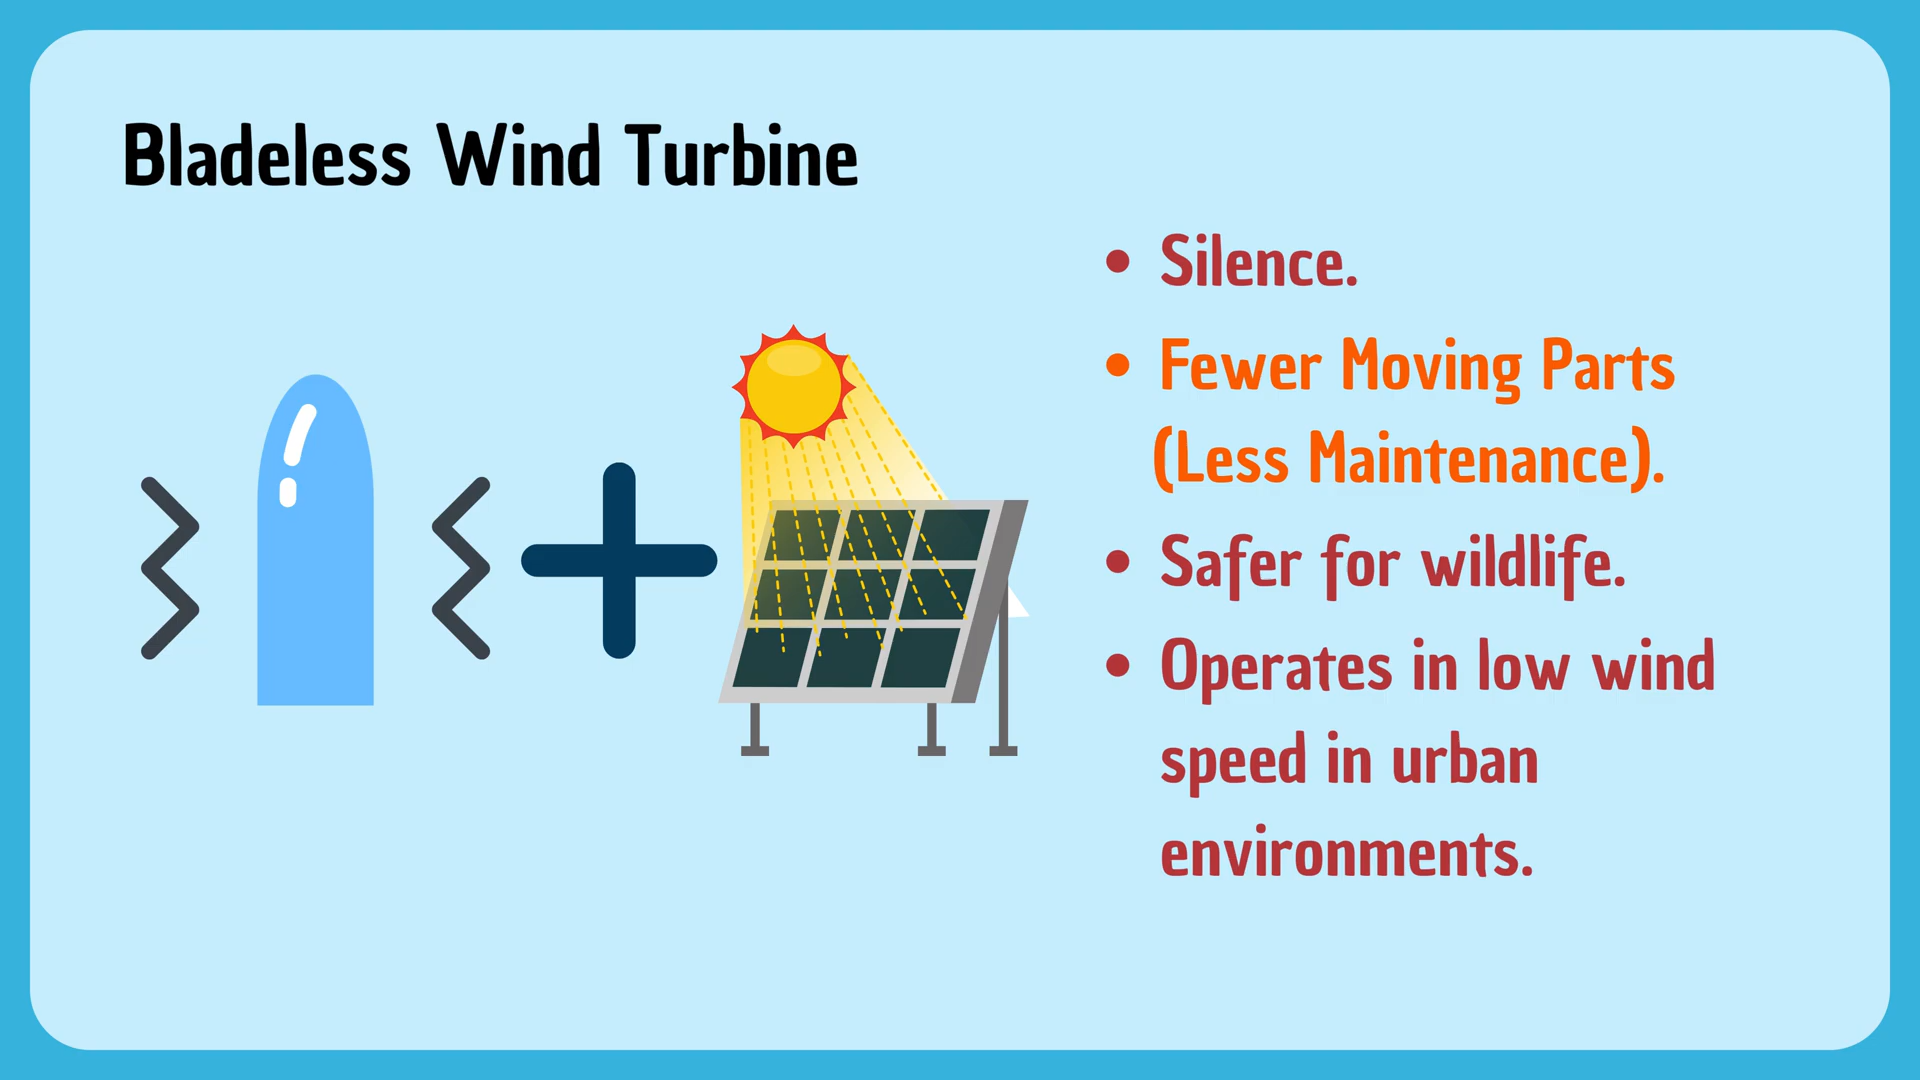 Bladeless Wind Turbine
• Silence.
• Fewer Moving Parts
(Less Maintenance).
• Safer for wildlife.
• Operates in low wind
speed in urban
environments.